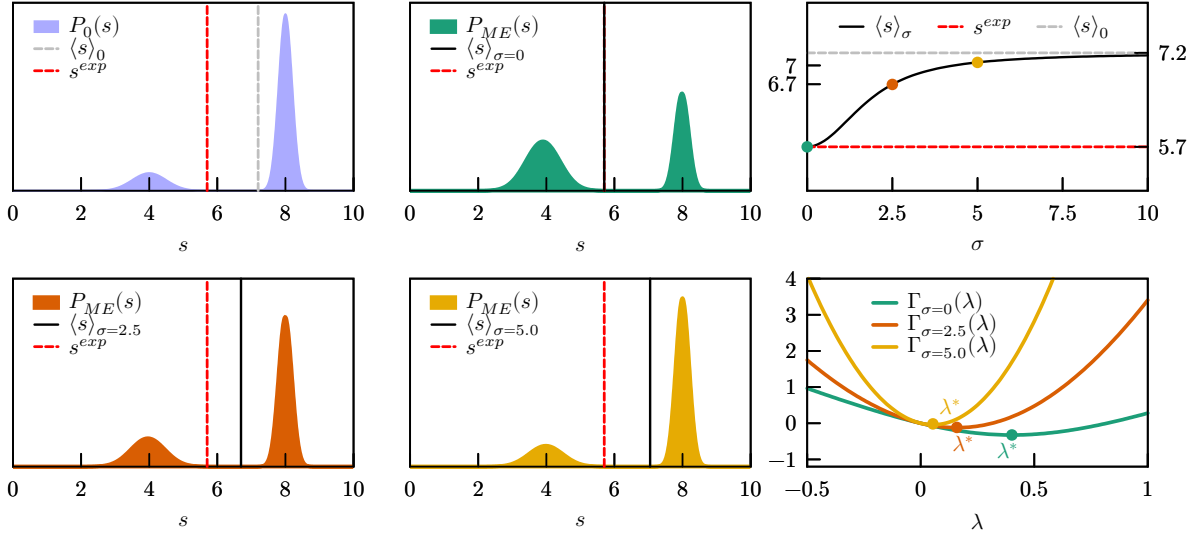 P₀(s)
⟨s⟩₀
s^exp
0 2 4 6 8 10
s
P_ME(s)
⟨s⟩_σ=0
s^exp
0 2 4 6 8 10
s
⟨s⟩_σ s^exp ⟨s⟩₀
7
6.7
7.2
5.7
0 2.5 5 7.5 10
σ
P_ME(s)
⟨s⟩_σ=2.5
s^exp
0 2 4 6 8 10
s
P_ME(s)
⟨s⟩_σ=5.0
s^exp
0 2 4 6 8 10
s
4
3
2
1
0
−1
Γ_σ=0(λ)
Γ_σ=2.5(λ)
Γ_σ=5.0(λ)
λ*
λ*
λ*
−0.5 0 0.5 1
λ